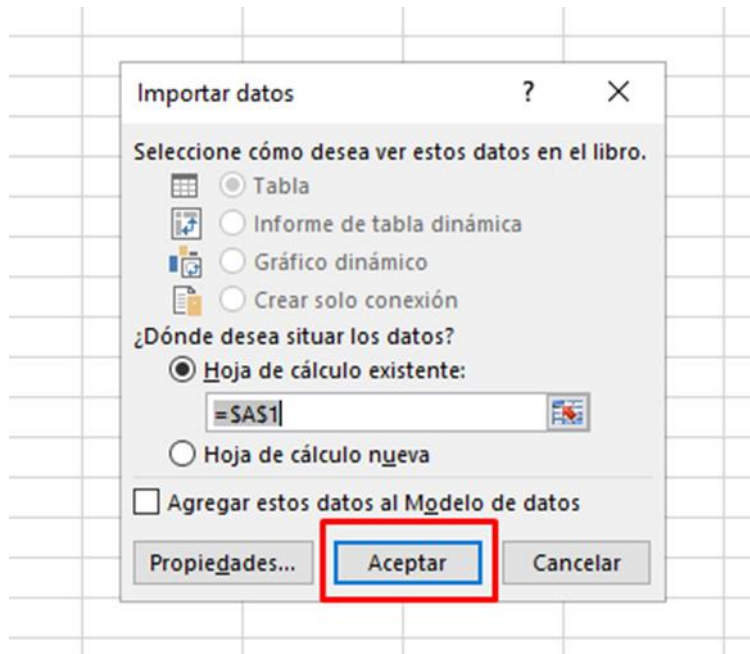 Importar datos ?
Seleccione cómo desea ver estos datos en el libro.
Tabla
Informe de tabla dinámica
Gráfico dinámico
Crear solo conexión
¿Dónde desea situar los datos?
Hoja de cálculo existente:
=$A$1
Hoja de cálculo nueva
Agregar estos datos al Modelo de datos
Propiedades... Aceptar Cancelar